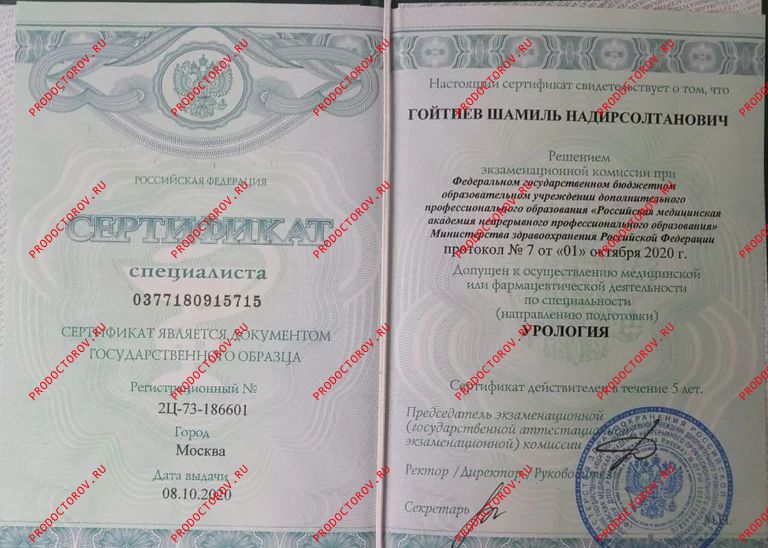 РОССИЙСКАЯ ФЕДЕРАЦИЯ
СЕРТИФИКАТ
специалиста
0377180915715
СЕРТИФИКАТ ЯВЛЯЕТСЯ ДОКУМЕНТОМ
ГОСУДАРСТВЕННОГО ОБРАЗЦА
Регистрационный №
2Ц-73-186601
Город
Москва
Дата выдачи
08.10.2020
Настоящий сертификат свидетельствует о том, что
ГОЙТИЕВ ШАМИЛЬ НАДИРСОЛТАНОВИЧ
Решением
экзаменационной комиссии при
Федеральном государственном бюджетном
образовательном учреждении дополнительного
профессионального образования «Российская медицинская
академия непрерывного профессионального образования»
Министерства здравоохранения Российской Федерации
протокол № 7 от «01» октября 2020 г.
Допущен к осуществлению медицинской
или фармацевтической деятельности
по специальности
(направлению подготовки)
УРОЛОГИЯ
Сертификат действителен в течение 5 лет.
Председатель экзаменационной
(государственной аттестационной
экзаменационной) комиссии
Ректор / Директор / Руководитель
Секретарь
М.П.
PRODOCTOROV.RU